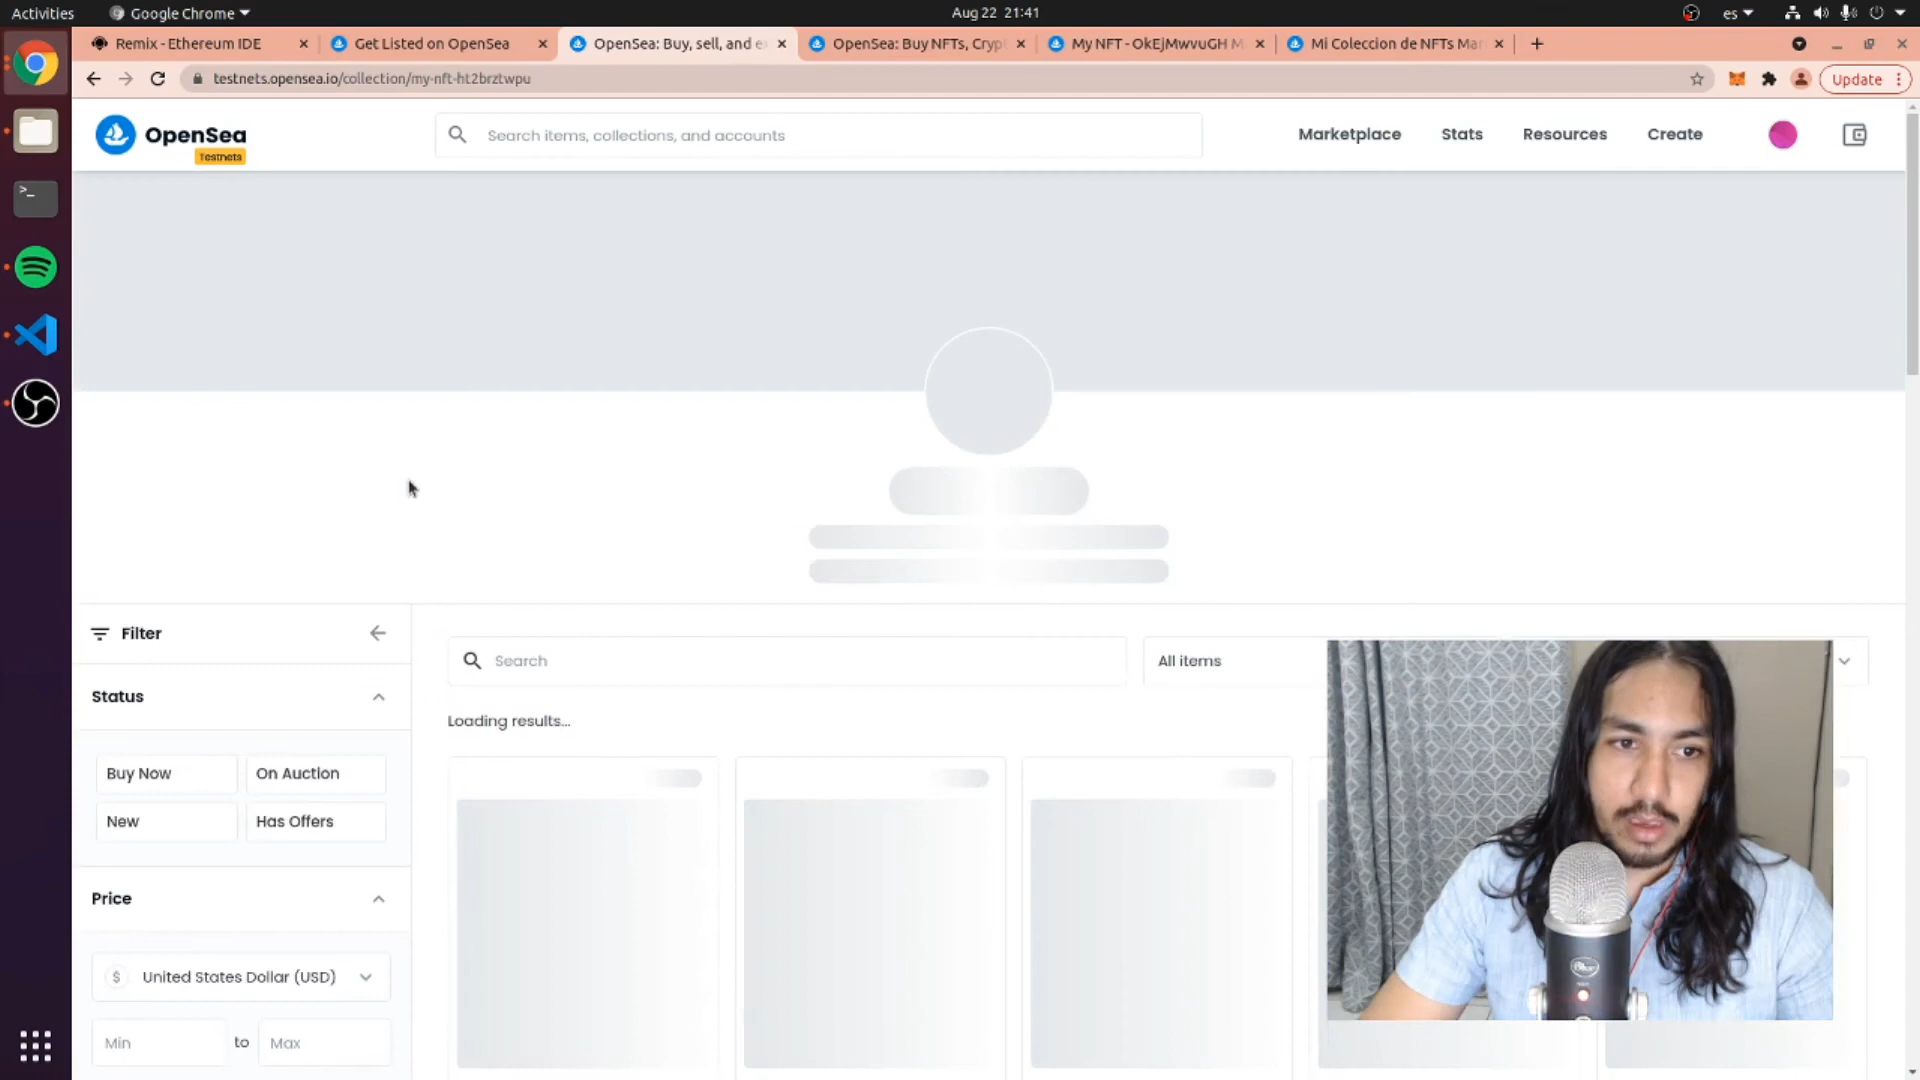 Activities
Google Chrome
Aug 22 21:41
es
Remix - Ethereum IDE
Get Listed on OpenSea
OpenSea: Buy, sell, and e
OpenSea: Buy NFTs, Cryp
My NFT - OkEjMwvuGH M
Mi Coleccion de NFTs Mar
testnets.opensea.io/collection/my-nft-ht2brztwpu
Update
OpenSea
Testnets
Search items, collections, and accounts
Marketplace
Stats
Resources
Create
Filter
Search
All items
Status
Loading results...
Buy Now
On Auction
New
Has Offers
Price
$ United States Dollar (USD)
Min
to
Max